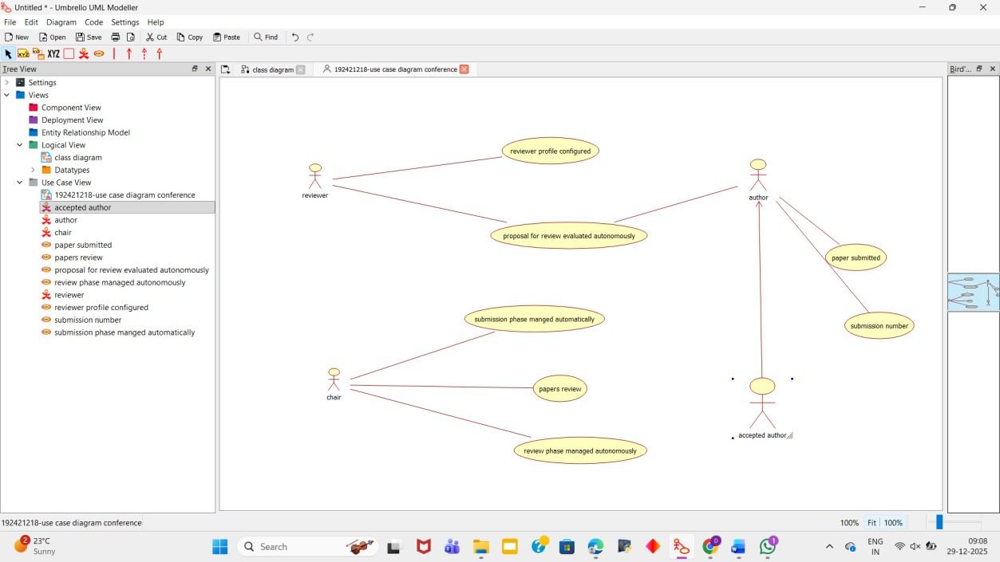 Untitled * - Umbrello UML Modeller
File Edit Diagram Code Settings Help
New Open Save Cut Copy Paste Find
XYZ
Tree View
class diagram
192421218-use case diagram conference
Bird'...
Settings
Views
Component View
Deployment View
Entity Relationship Model
Logical View
class diagram
Datatypes
Use Case View
192421218-use case diagram conference
accepted author
author
chair
paper submitted
papers review
proposal for review evaluated autonomously
review phase managed autonomously
reviewer
reviewer profile configured
submission number
submission phase manged automatically
reviewer profile configured
reviewer
author
proposal for review evaluated autonomously
paper submitted
submission phase manged automatically
submission number
chair
papers review
accepted author
review phase managed autonomously
192421218-use case diagram conference
100% Fit 100%
2
23°C
Sunny
Search
D
1
ENG
IN
09:08
29-12-2025